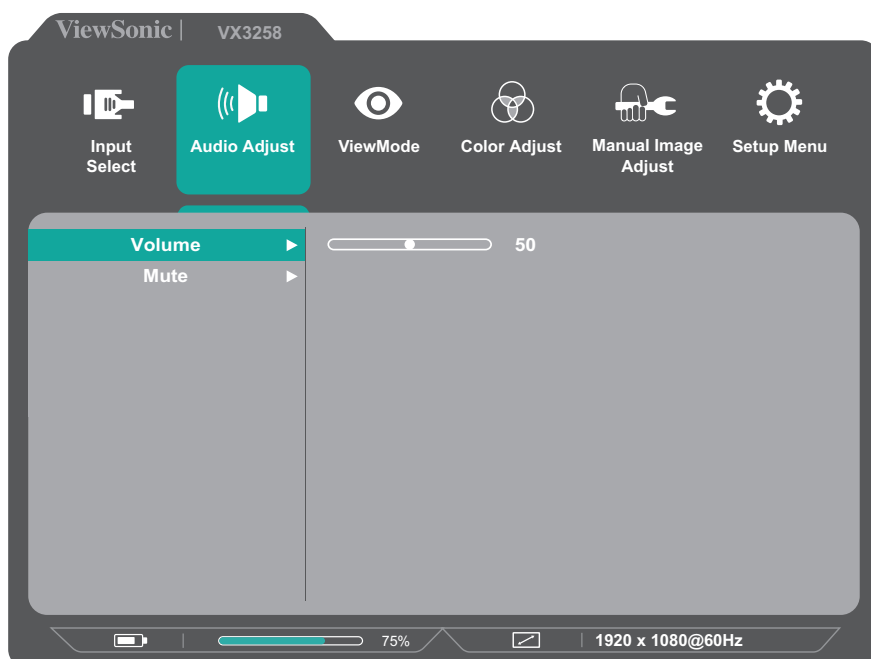 ViewSonic | VX3258
Input
Select
Audio Adjust
ViewMode
Color Adjust
Manual Image
Adjust
Setup Menu
Volume
50
Mute
75%
1920 x 1080@60Hz